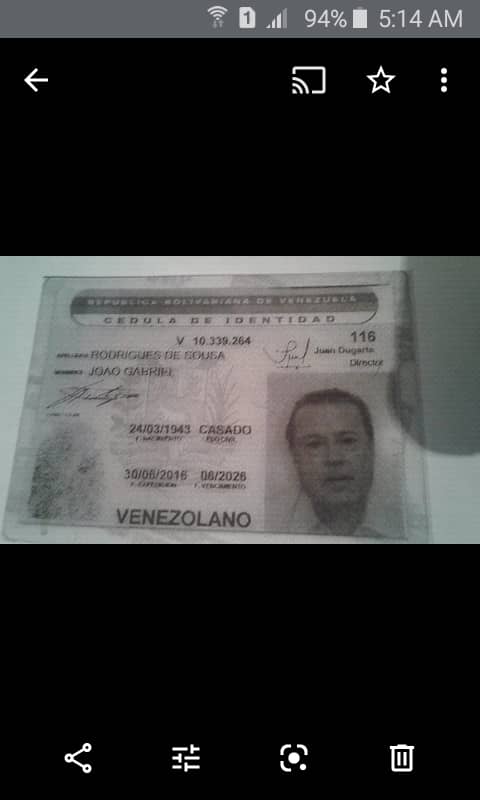 1 94% 5:14 AM
REPUBLICA BOLIVARIANA DE VENEZUELA
CEDULA DE IDENTIDAD
V 10.339.264
116
APELLIDOS RODRIGUES DE SOUSA
Juan Dugarte
Director
NOMBRES JOAO GABRIEL
24/03/1943 CASADO
F. NACIMIENTO EDO CIVIL
30/06/2016 06/2026
F. EXPEDICION F. VENCIMIENTO
VENEZOLANO